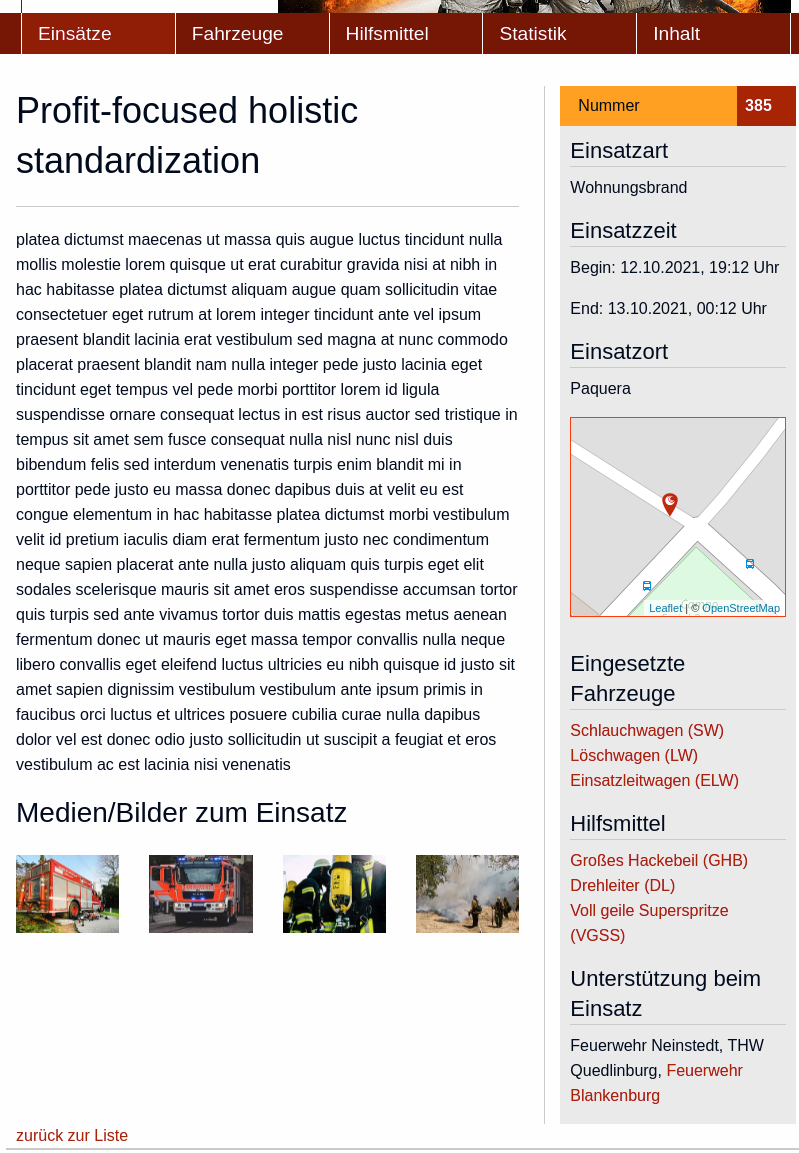 Einsätze
Fahrzeuge
Hilfsmittel
Statistik
Inhalt
Profit-focused holistic
standardization
platea dictumst maecenas ut massa quis augue luctus tincidunt nulla
mollis molestie lorem quisque ut erat curabitur gravida nisi at nibh in
hac habitasse platea dictumst aliquam augue quam sollicitudin vitae
consectetuer eget rutrum at lorem integer tincidunt ante vel ipsum
praesent blandit lacinia erat vestibulum sed magna at nunc commodo
placerat praesent blandit nam nulla integer pede justo lacinia eget
tincidunt eget tempus vel pede morbi porttitor lorem id ligula
suspendisse ornare consequat lectus in est risus auctor sed tristique in
tempus sit amet sem fusce consequat nulla nisl nunc nisl duis
bibendum felis sed interdum venenatis turpis enim blandit mi in
porttitor pede justo eu massa donec dapibus duis at velit eu est
congue elementum in hac habitasse platea dictumst morbi vestibulum
velit id pretium iaculis diam erat fermentum justo nec condimentum
neque sapien placerat ante nulla justo aliquam quis turpis eget elit
sodales scelerisque mauris sit amet eros suspendisse accumsan tortor
quis turpis sed ante vivamus tortor duis mattis egestas metus aenean
fermentum donec ut mauris eget massa tempor convallis nulla neque
libero convallis eget eleifend luctus ultricies eu nibh quisque id justo sit
amet sapien dignissim vestibulum vestibulum ante ipsum primis in
faucibus orci luctus et ultrices posuere cubilia curae nulla dapibus
dolor vel est donec odio justo sollicitudin ut suscipit a feugiat et eros
vestibulum ac est lacinia nisi venenatis
Medien/Bilder zum Einsatz
zurück zur Liste
Nummer 385
Einsatzart
Wohnungsbrand
Einsatzzeit
Begin: 12.10.2021, 19:12 Uhr
End: 13.10.2021, 00:12 Uhr
Einsatzort
Paquera
Leaflet | © OpenStreetMap
Eingesetzte
Fahrzeuge
Schlauchwagen (SW)
Löschwagen (LW)
Einsatzleitwagen (ELW)
Hilfsmittel
Großes Hackebeil (GHB)
Drehleiter (DL)
Voll geile Superspritze
(VGSS)
Unterstützung beim
Einsatz
Feuerwehr Neinstedt, THW
Quedlinburg, Feuerwehr
Blankenburg